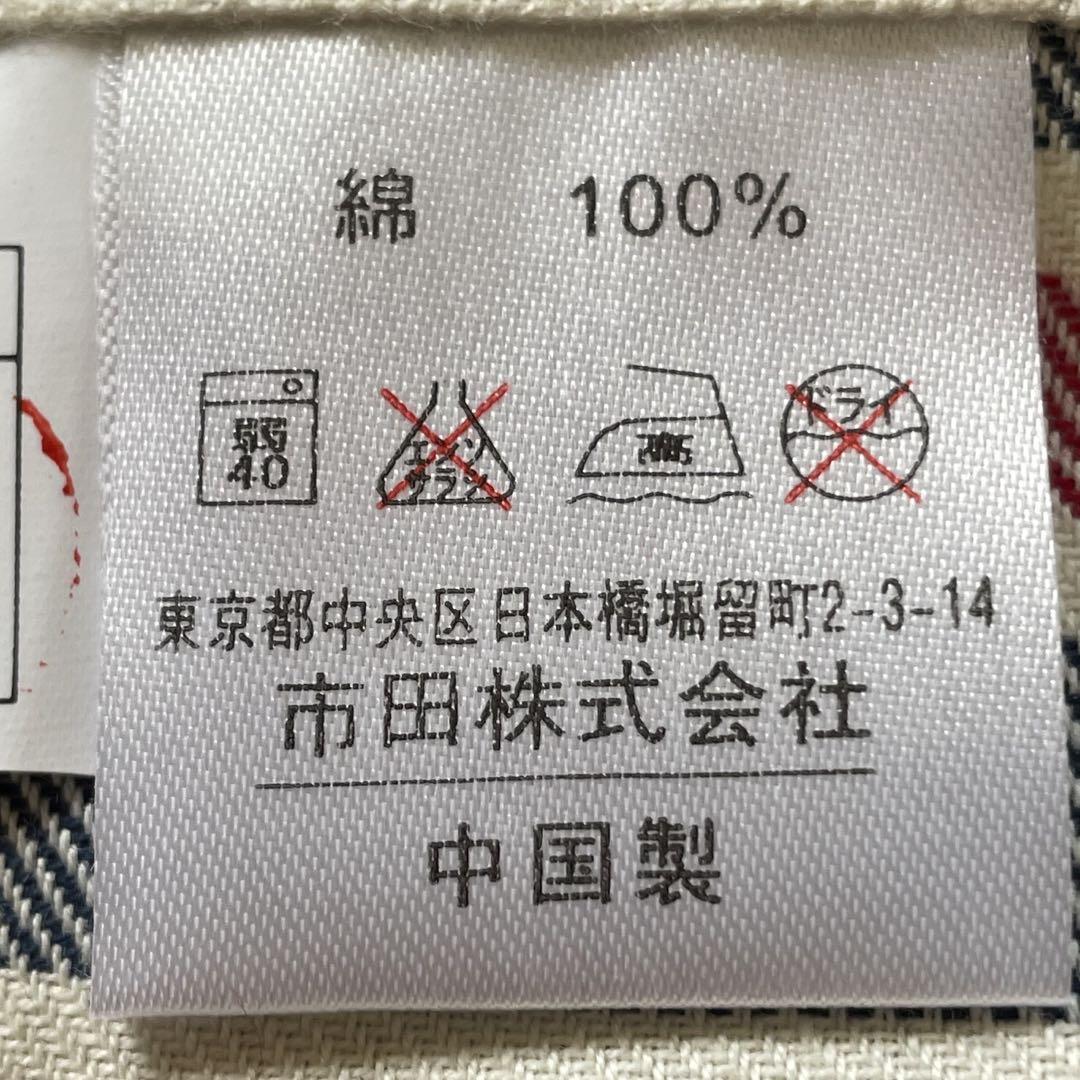 綿 100%
弱 40 エンソ サラシ 高 ドライ
東京都中央区日本橋堀留町2-3-14
市田株式会社
中国製